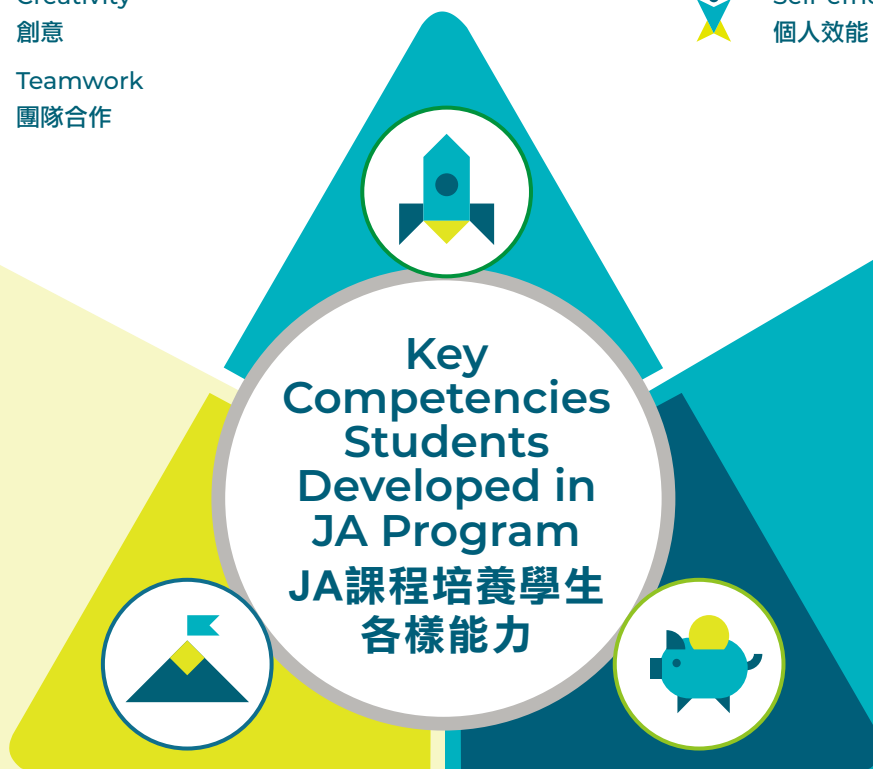 Creativity
創意
Teamwork
團隊合作
個人效能
Key
Competencies
Students
Developed in
JA Program
JA課程培養學生
各樣能力